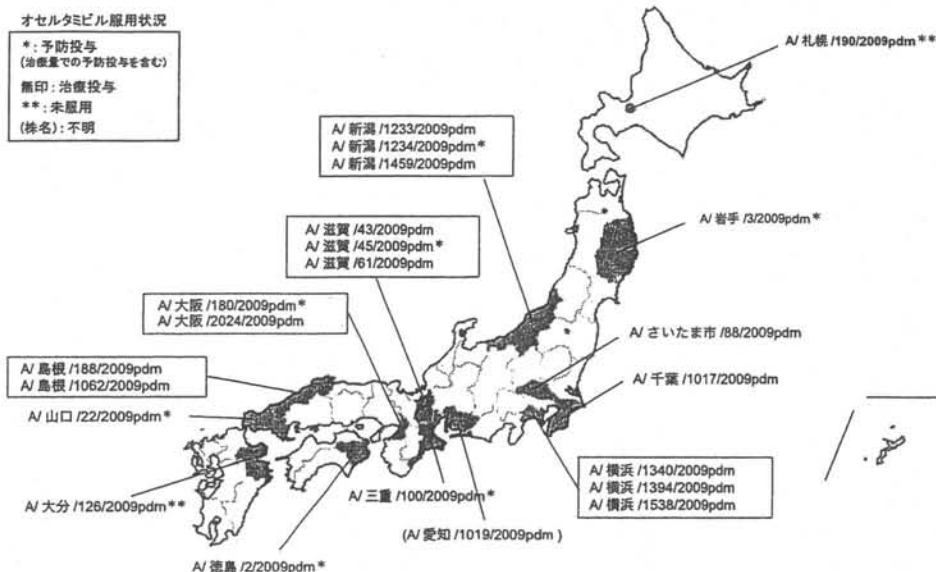 オセルタミビル服用状況
*：予防投与
(治療量での予防投与を含む)
無印：治療投与
**：未服用
(株名)：不明
A/ 札幌 /190/2009pdm **
A/ 新潟 /1233/2009pdm
A/ 新潟 /1234/2009pdm *
A/ 新潟 /1459/2009pdm
A/ 岩手 /3/2009pdm *
A/ 滋賀 /43/2009pdm
A/ 滋賀 /45/2009pdm *
A/ 滋賀 /61/2009pdm
A/ 大阪 /180/2009pdm *
A/ 大阪 /2024/2009pdm
A/ さいたま市 /88/2009pdm
A/ 島根 /188/2009pdm
A/ 島根 /1062/2009pdm
A/ 千葉 /1017/2009pdm
A/ 山口 /22/2009pdm *
A/ 横浜 /1340/2009pdm
A/ 横浜 /1394/2009pdm
A/ 横浜 /1538/2009pdm
A/ 大分 /126/2009pdm **
A/ 三重 /100/2009pdm *
(A/ 愛知 /1019/2009pdm )
A/ 徳島 /2/2009pdm *